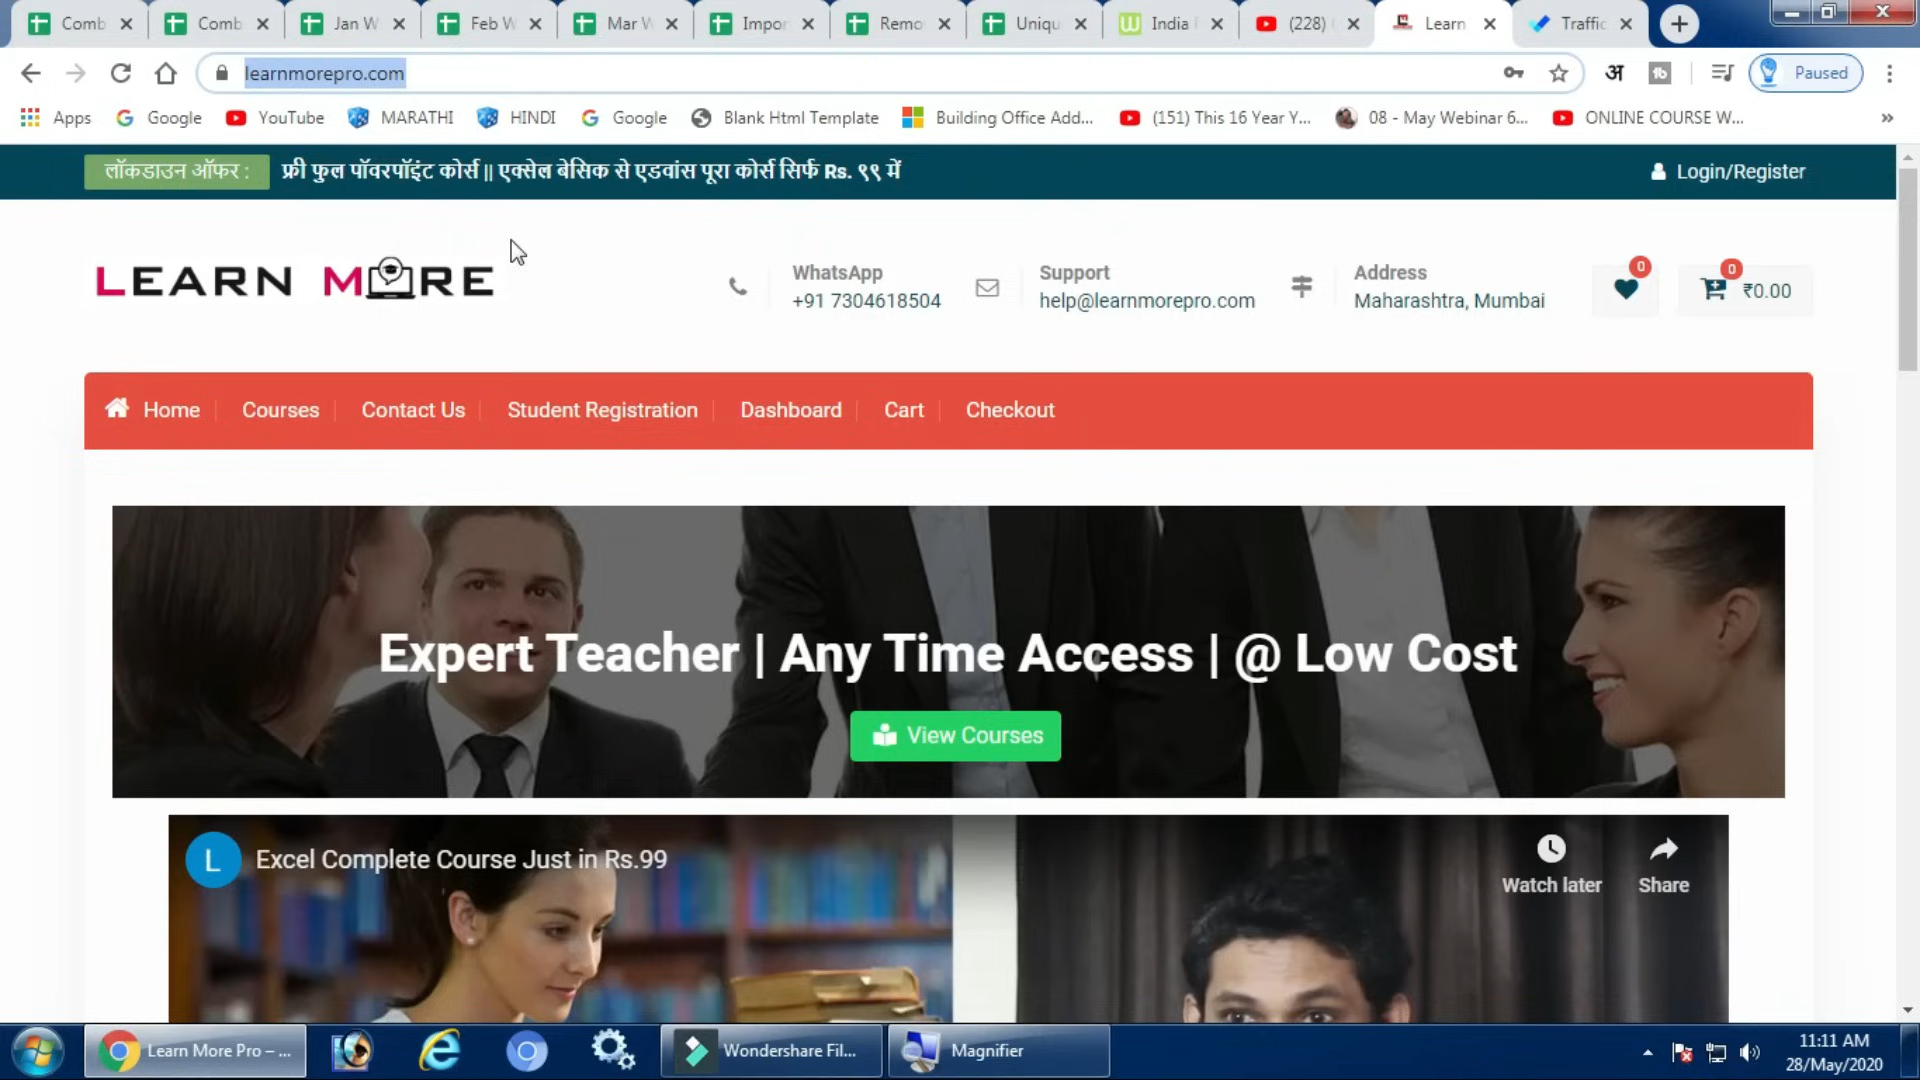 Comb
Comb
Jan W
Feb W
Mar W
Impor
Remo
Uniqu
India
(228)
Learn
Traffic
learnmorepro.com
अ
Paused
Apps
Google
YouTube
MARATHI
HINDI
Google
Blank Html Template
Building Office Add...
(151) This 16 Year Y...
08 - May Webinar 6...
ONLINE COURSE W...
»
लॉकडाउन ऑफर :
फ्री फुल पॉवरपॉइंट कोर्स || एक्सेल बेसिक से एडवांस पूरा कोर्स सिर्फ Rs. ९९ में
Login/Register
LEARN MORE
WhatsApp
+91 7304618504
Support
help@learnmorepro.com
Address
Maharashtra, Mumbai
0
0
₹0.00
Home
Courses
Contact Us
Student Registration
Dashboard
Cart
Checkout
Expert Teacher | Any Time Access | @ Low Cost
View Courses
L
Excel Complete Course Just in Rs.99
Watch later
Share
Learn More Pro – ...
Wondershare Fil...
Magnifier
11:11 AM
28/May/2020